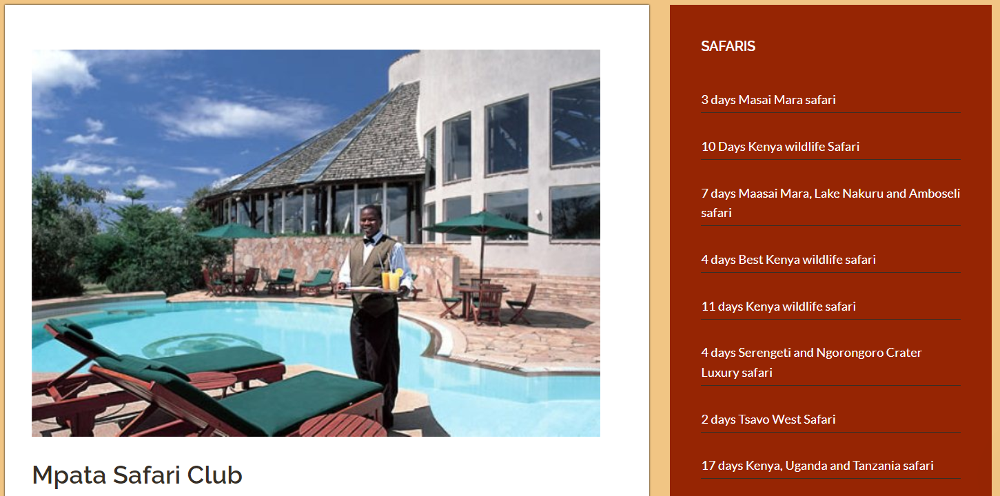 Mpata Safari Club
SAFARIS
3 days Masai Mara safari
10 Days Kenya wildlife Safari
7 days Maasai Mara, Lake Nakuru and Amboseli
safari
4 days Best Kenya wildlife safari
11 days Kenya wildlife safari
4 days Serengeti and Ngorongoro Crater
Luxury safari
2 days Tsavo West Safari
17 days Kenya, Uganda and Tanzania safari